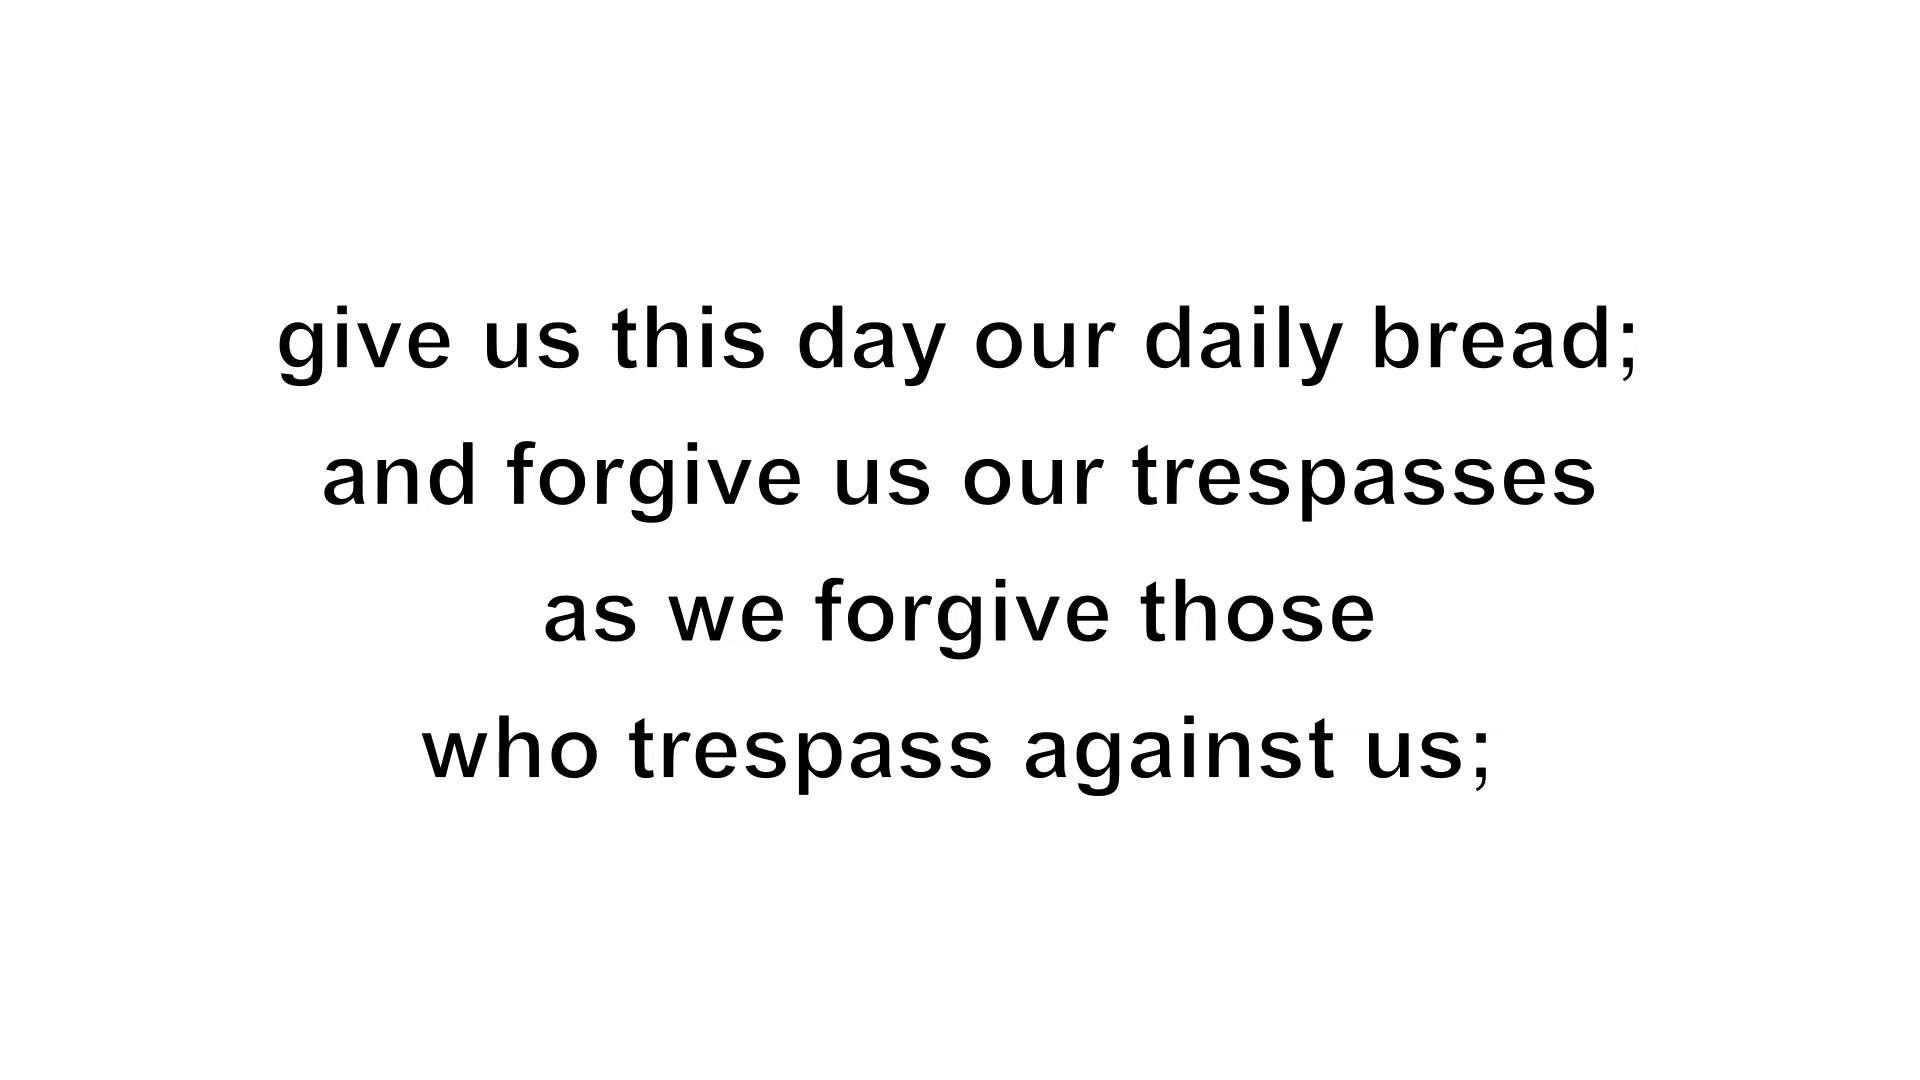 give us this day our daily bread;
and forgive us our trespasses
as we forgive those
who trespass against us;